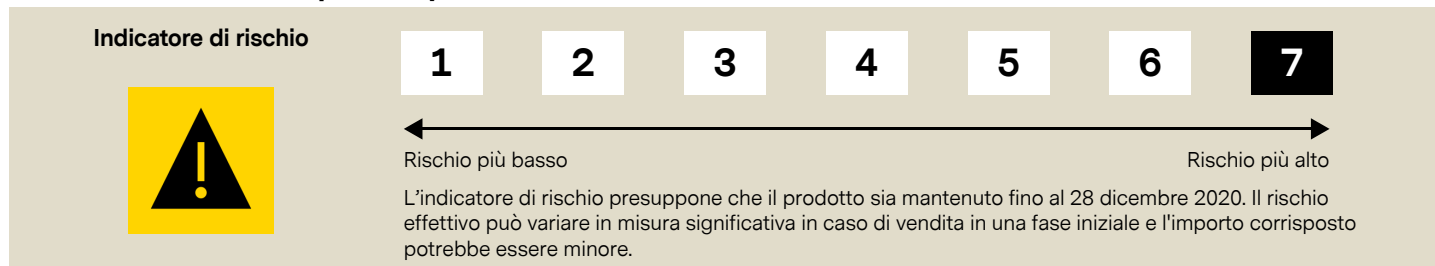 Indicatore di rischio
1 2 3 4 5 6 7
Rischio più basso Rischio più alto
L'indicatore di rischio presuppone che il prodotto sia mantenuto fino al 28 dicembre 2020. Il rischio
effettivo può variare in misura significativa in caso di vendita in una fase iniziale e l'importo corrisposto
potrebbe essere minore.